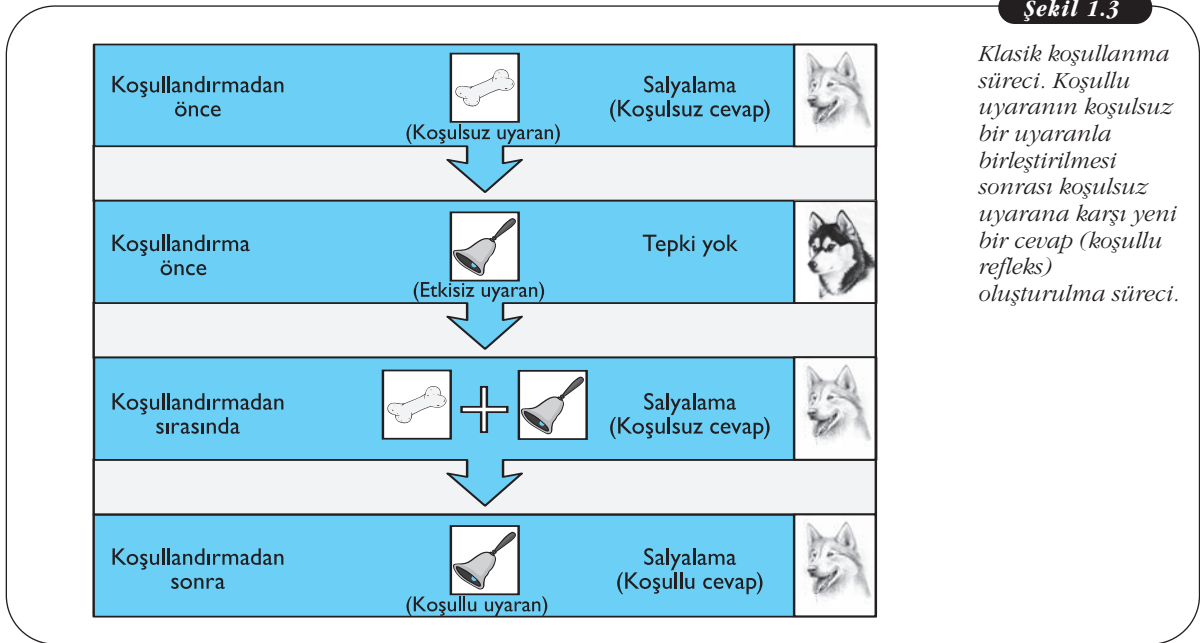 Şekil 1.3
Klasik koşullanma
süreci. Koşullu
uyaranın koşulsuz
bir uyaranla
birleştirilmesi
sonrası koşulsuz
uyarana karşı yeni
bir cevap (koşullu
refleks)
oluşturulma süreci.
Koşullandırmadan
önce
(Koşulsuz uyaran)
Salyalama
(Koşulsuz cevap)
Koşullandırma
önce
(Etkisiz uyaran)
Tepki yok
Koşullandırmadan
sırasında
Salyalama
(Koşulsuz cevap)
Koşullandırmadan
sonra
(Koşullu uyaran)
Salyalama
(Koşullu cevap)